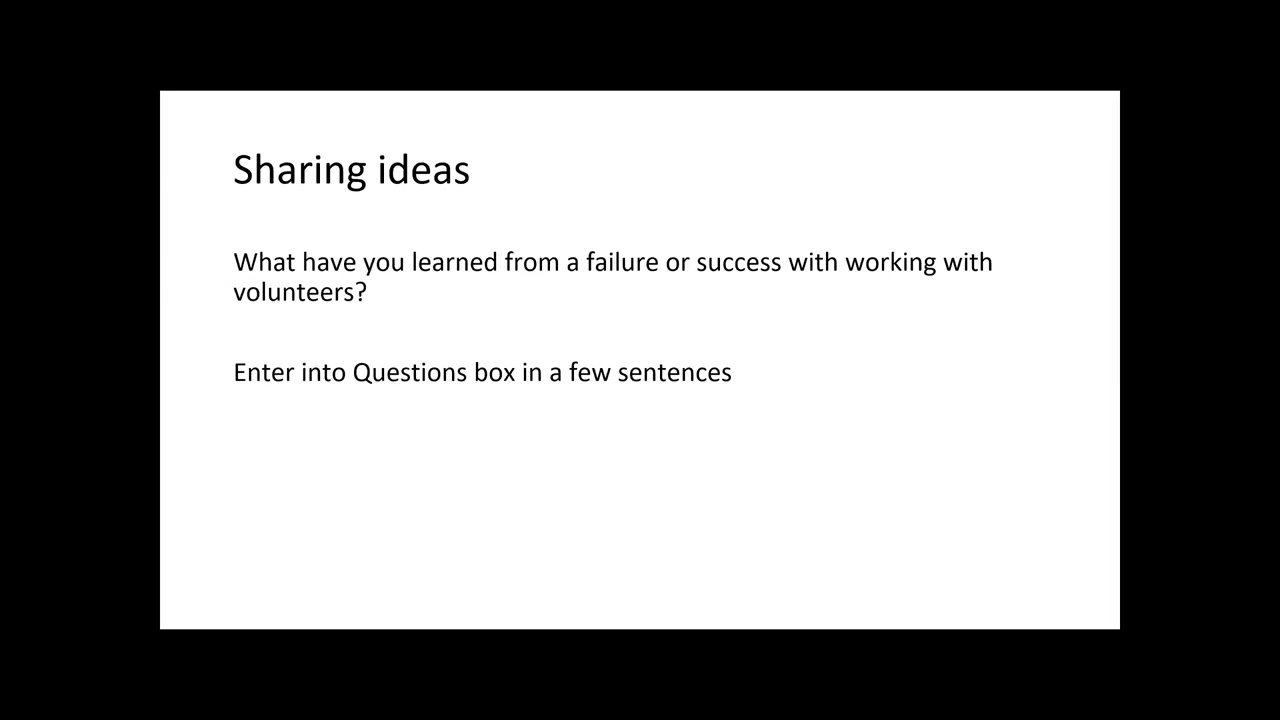 Sharing ideas
What have you learned from a failure or success with working with
volunteers?
Enter into Questions box in a few sentences